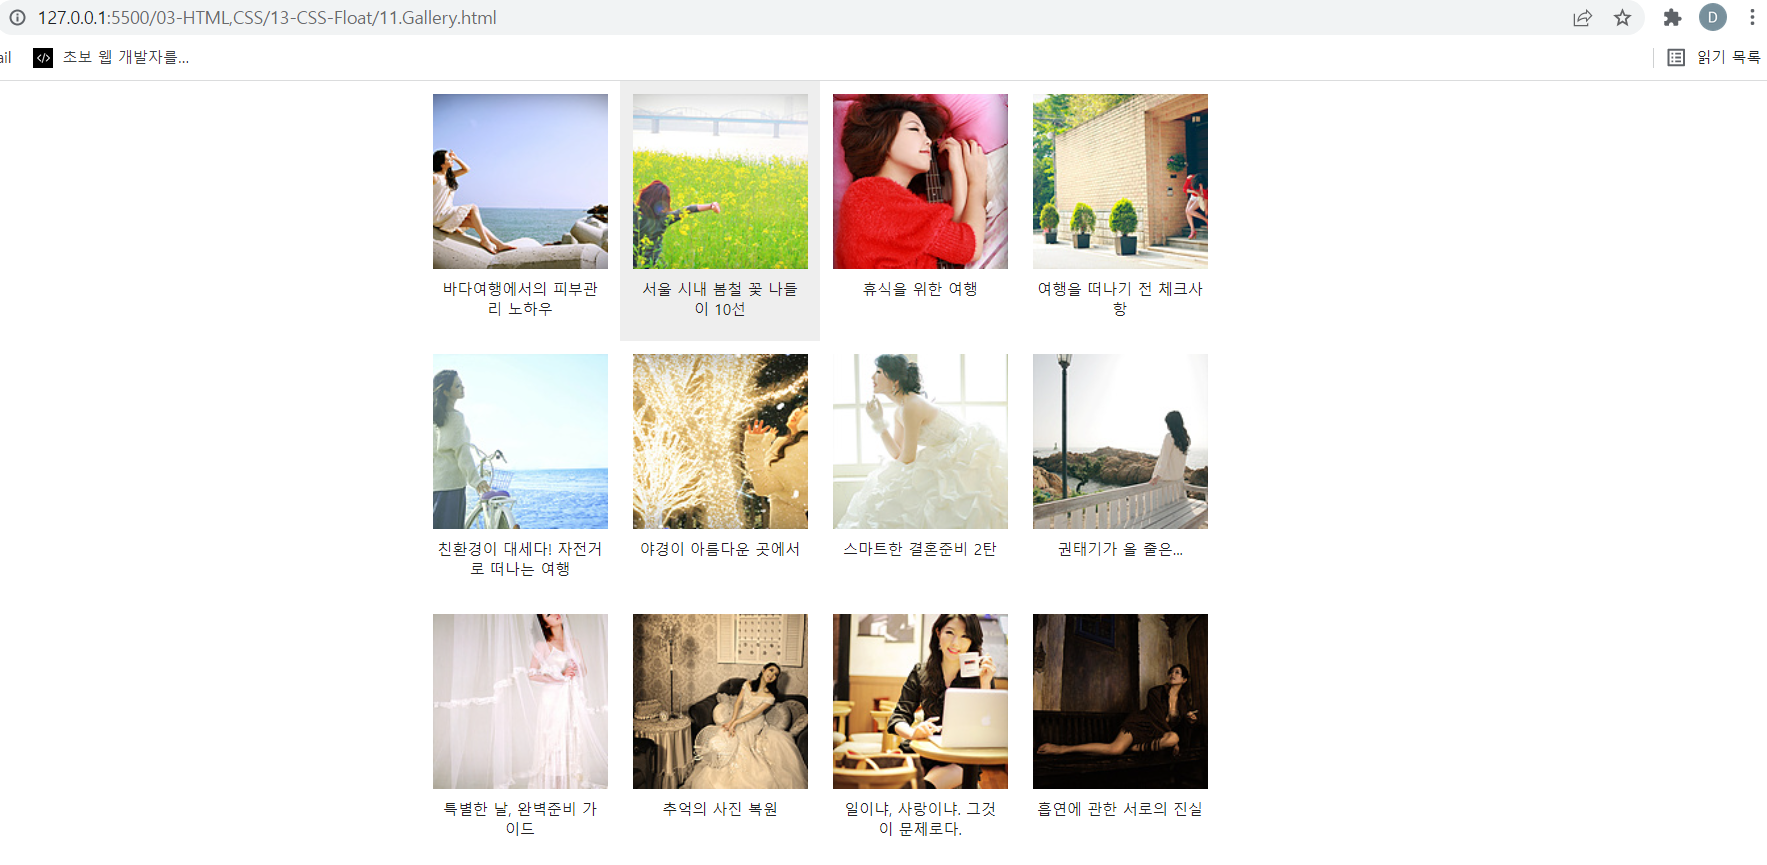 127.0.0.1:5500/03-HTML,CSS/13-CSS-Float/11.Gallery.html
D
ail
초보 웹 개발자를...
읽기 목록
바다여행에서의 피부관
리 노하우
서울 시내 봄철 꽃 나들
이 10선
휴식을 위한 여행
여행을 떠나기 전 체크사
항
친환경이 대세다! 자전거
로 떠나는 여행
야경이 아름다운 곳에서
스마트한 결혼준비 2탄
권태기가 올 줄은...
특별한 날, 완벽준비 가
이드
추억의 사진 복원
일이냐, 사랑이냐. 그것
이 문제로다.
흡연에 관한 서로의 진실